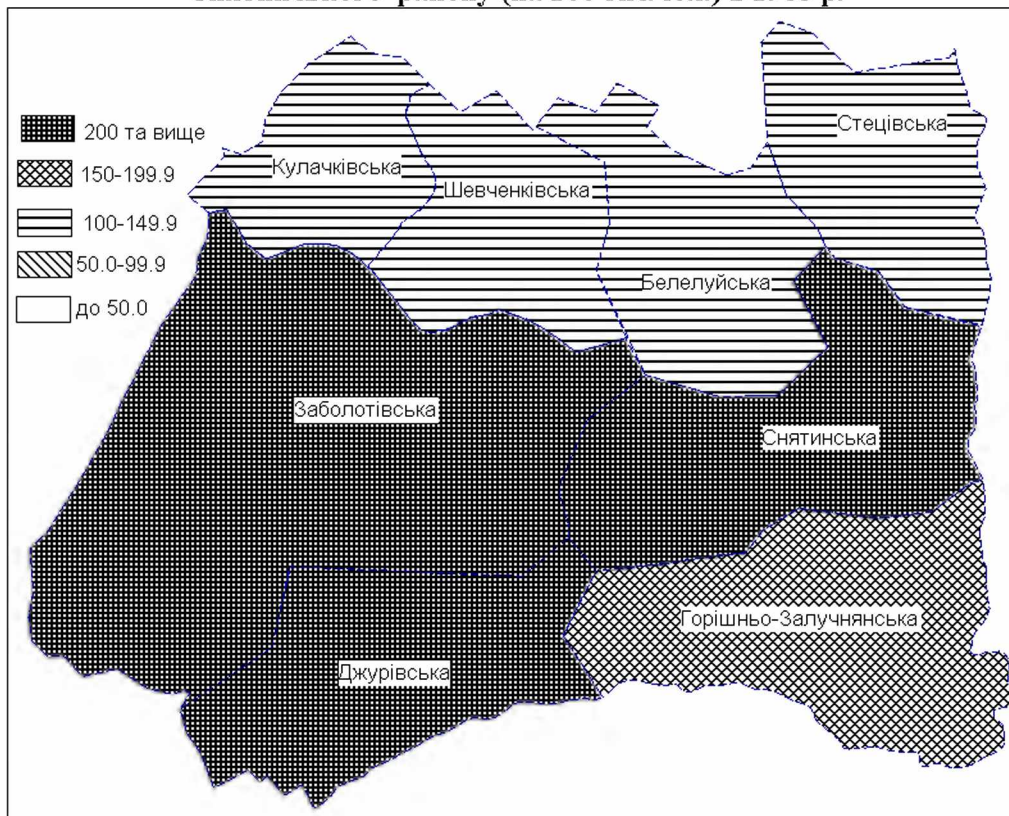 200 та вище
150-199.9
100-149.9
50.0-99.9
до 50.0
Стецівська
Кулачківська
Шевченківська
Белелуйська
Заболотівська
Снятинська
Горішньо-Залучнянська
Джурівська